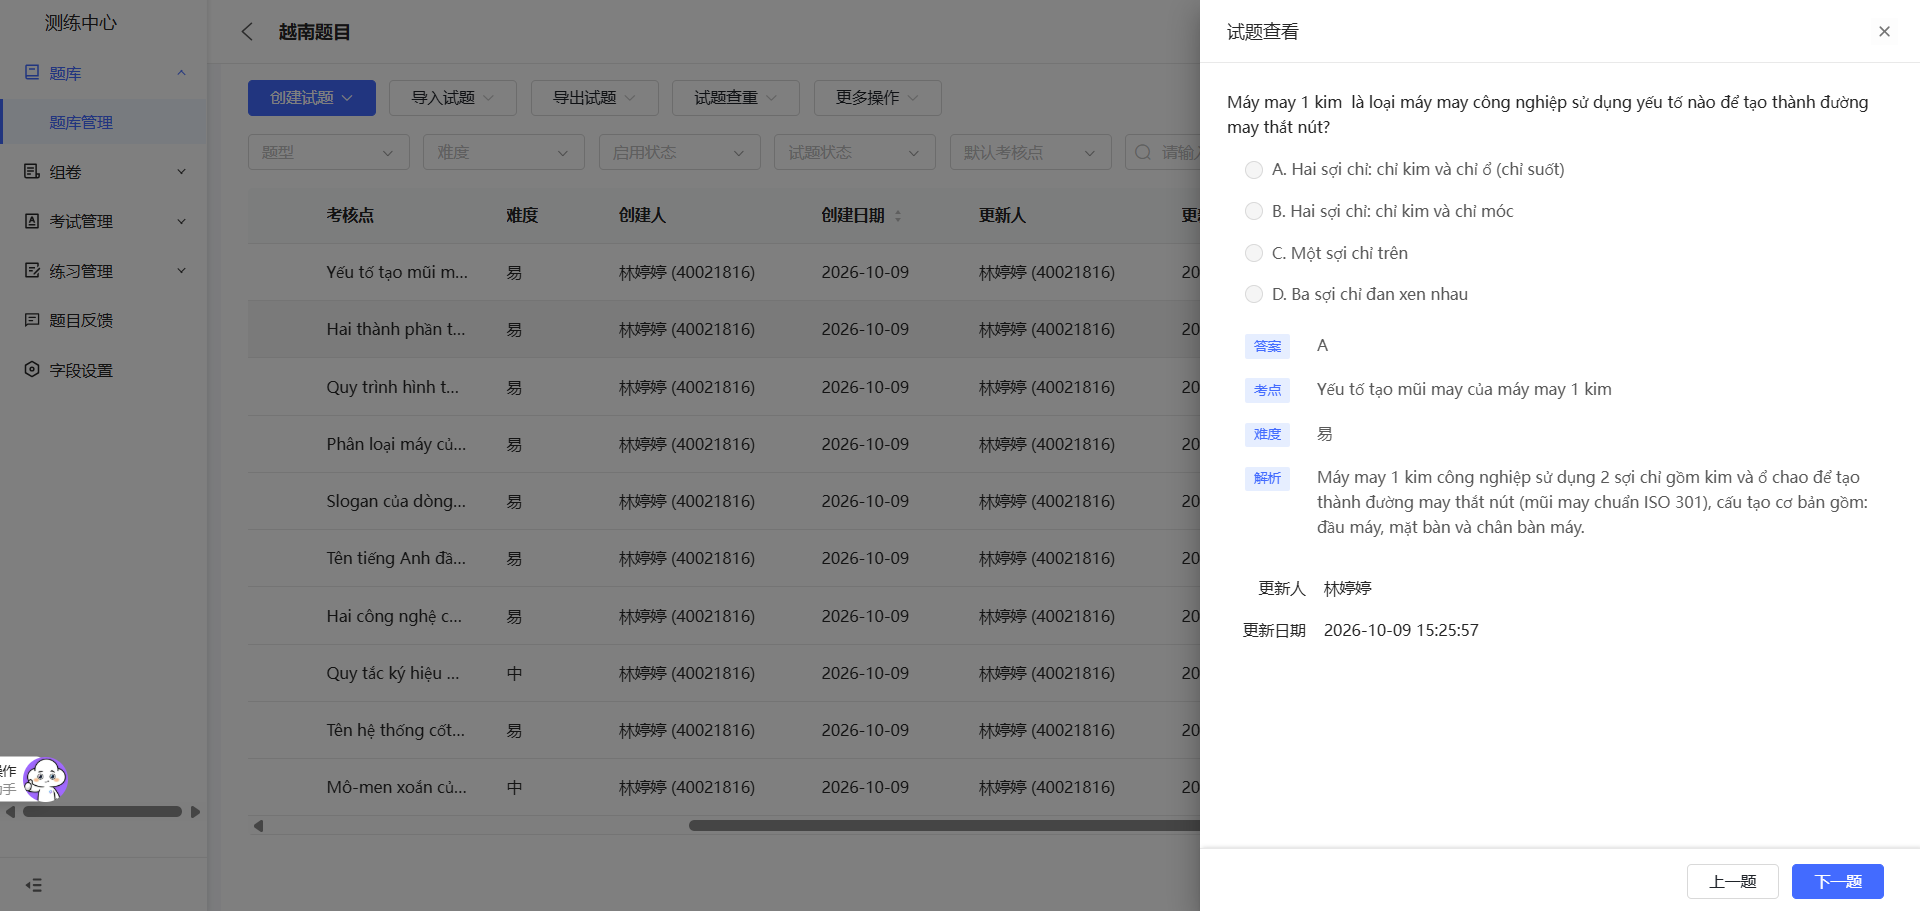 测练中心
题库
题库管理
组卷
考试管理
练习管理
题目反馈
字段设置
作
手
越南题目
创建试题 导入试题 导出试题 试题查重 更多操作
题型 难度 启用状态 试题状态 默认考核点 请输
考核点 难度 创建人 创建日期 更新人 更
Yếu tố tạo mũi m... 易 林婷婷 (40021816) 2026-10-09 林婷婷 (40021816) 20
Hai thành phần t... 易 林婷婷 (40021816) 2026-10-09 林婷婷 (40021816) 20
Quy trình hình t... 易 林婷婷 (40021816) 2026-10-09 林婷婷 (40021816) 20
Phân loại máy củ... 易 林婷婷 (40021816) 2026-10-09 林婷婷 (40021816) 20
Slogan của dòng... 易 林婷婷 (40021816) 2026-10-09 林婷婷 (40021816) 20
Tên tiếng Anh đầ... 易 林婷婷 (40021816) 2026-10-09 林婷婷 (40021816) 20
Hai công nghệ c... 易 林婷婷 (40021816) 2026-10-09 林婷婷 (40021816) 20
Quy tắc ký hiệu ... 中 林婷婷 (40021816) 2026-10-09 林婷婷 (40021816) 20
Tên hệ thống cốt... 易 林婷婷 (40021816) 2026-10-09 林婷婷 (40021816) 20
Mô-men xoắn củ... 中 林婷婷 (40021816) 2026-10-09 林婷婷 (40021816) 20
试题查看
Máy may 1 kim  là loại máy may công nghiệp sử dụng yếu tố nào để tạo thành đường
may thắt nút?
A. Hai sợi chỉ: chỉ kim và chỉ ổ (chỉ suốt)
B. Hai sợi chỉ: chỉ kim và chỉ móc
C. Một sợi chỉ trên
D. Ba sợi chỉ đan xen nhau
答案 A
考点 Yếu tố tạo mũi may của máy may 1 kim
难度 易
解析 Máy may 1 kim công nghiệp sử dụng 2 sợi chỉ gồm kim và ổ chao để tạo
thành đường may thắt nút (mũi may chuẩn ISO 301), cấu tạo cơ bản gồm:
đầu máy, mặt bàn và chân bàn máy.
更新人 林婷婷
更新日期 2026-10-09 15:25:57
上一题 下一题